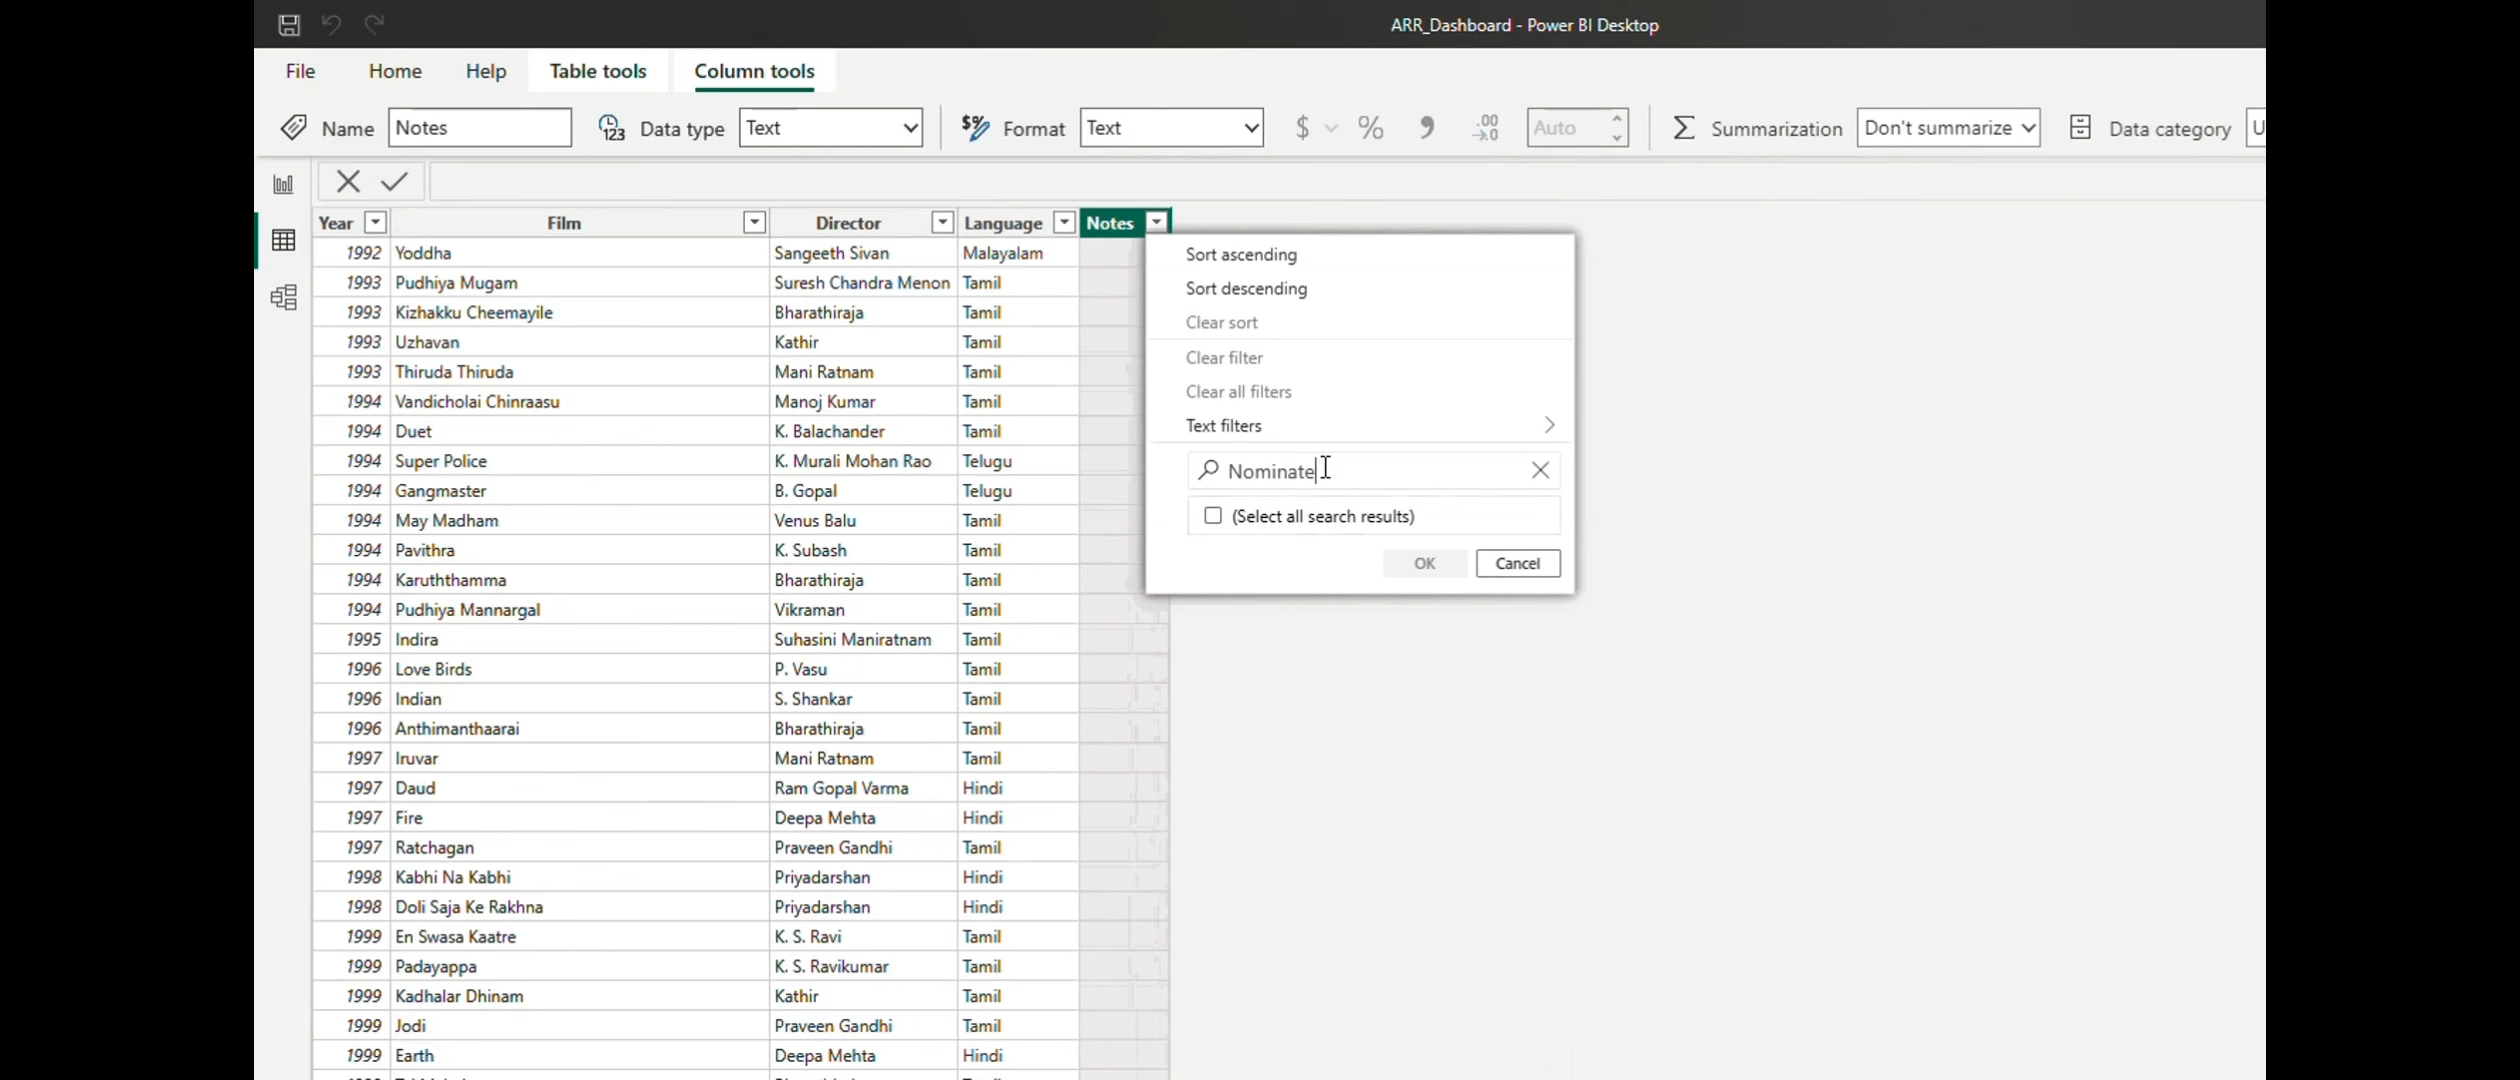 ARR_Dashboard - Power BI Desktop
File Home Help Table tools Column tools
Name Notes Data type Text Format Text $ % Auto Summarization Don't summarize Data category
Year Film Director Language Notes
1992 Yoddha Sangeeth Sivan Malayalam
1993 Pudhiya Mugam Suresh Chandra Menon Tamil
1993 Kizhakku Cheemayile Bharathiraja Tamil
1993 Uzhavan Kathir Tamil
1993 Thiruda Thiruda Mani Ratnam Tamil
1994 Vandicholai Chinraasu Manoj Kumar Tamil
1994 Duet K. Balachander Tamil
1994 Super Police K. Murali Mohan Rao Telugu
1994 Gangmaster B. Gopal Telugu
1994 May Madham Venus Balu Tamil
1994 Pavithra K. Subash Tamil
1994 Karuththamma Bharathiraja Tamil
1994 Pudhiya Mannargal Vikraman Tamil
1995 Indira Suhasini Maniratnam Tamil
1996 Love Birds P. Vasu Tamil
1996 Indian S. Shankar Tamil
1996 Anthimanthaarai Bharathiraja Tamil
1997 Iruvar Mani Ratnam Tamil
1997 Daud Ram Gopal Varma Hindi
1997 Fire Deepa Mehta Hindi
1997 Ratchagan Praveen Gandhi Tamil
1998 Kabhi Na Kabhi Priyadarshan Hindi
1998 Doli Saja Ke Rakhna Priyadarshan Hindi
1999 En Swasa Kaatre K. S. Ravi Tamil
1999 Padayappa K. S. Ravikumar Tamil
1999 Kadhalar Dhinam Kathir Tamil
1999 Jodi Praveen Gandhi Tamil
1999 Earth Deepa Mehta Hindi
Sort ascending
Sort descending
Clear sort
Clear filter
Clear all filters
Text filters
Nominate
(Select all search results)
OK Cancel